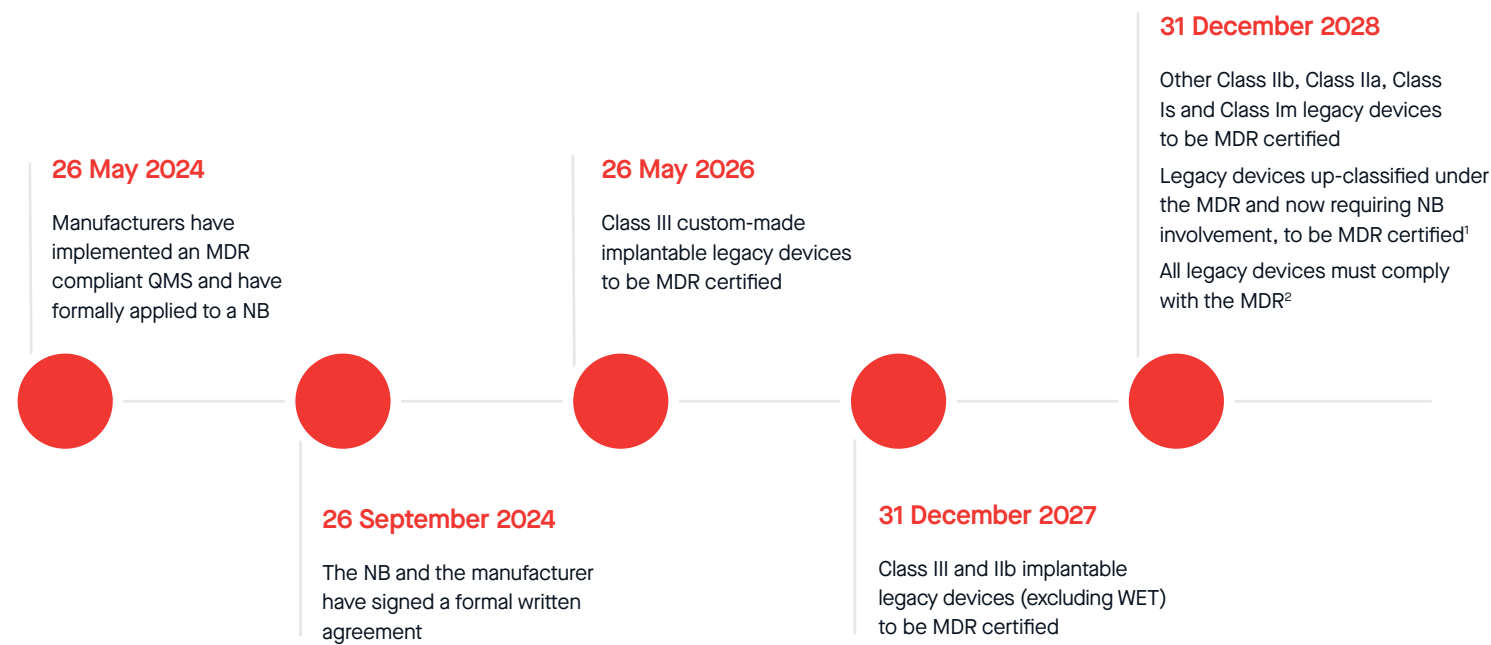 26 May 2024
Manufacturers have
implemented an MDR
compliant QMS and have
formally applied to a NB
26 September 2024
The NB and the manufacturer
have signed a formal written
agreement
26 May 2026
Class III custom-made
implantable legacy devices
to be MDR certified
31 December 2027
Class III and IIb implantable
legacy devices (excluding WET)
to be MDR certified
31 December 2028
Other Class IIb, Class IIa, Class
Is and Class Im legacy devices
to be MDR certified
Legacy devices up-classified under
the MDR and now requiring NB
involvement, to be MDR certified¹
All legacy devices must comply
with the MDR²